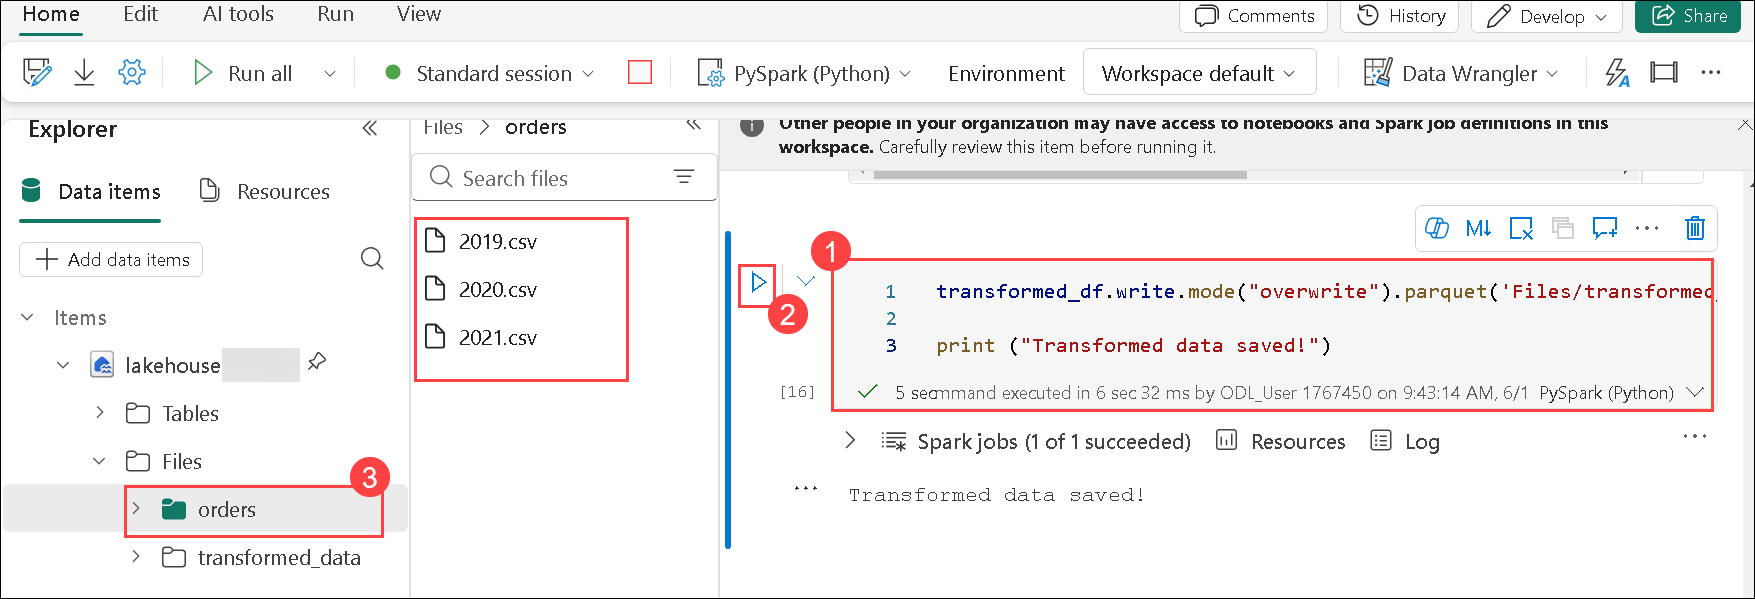 Home Edit AI tools Run View Comments History Develop Share
Run all Standard session PySpark (Python) Environment Workspace default Data Wrangler ...
Explorer
Data items Resources
Add data items
Items
lakehouse
Tables
Files
3
orders
transformed_data
Files > orders
Search files
2019.csv
2020.csv
2021.csv
Other people in your organization may have access to notebooks and Spark job definitions in this
workspace. Carefully review this item before running it.
M↓ ...
1
2
1 transformed_df.write.mode("overwrite").parquet('Files/transformed_
2
3 print ("Transformed data saved!")
[16] 5 sec
mmand executed in 6 sec 32 ms by ODL_User 1767450 on 9:43:14 AM, 6/1 PySpark (Python)
Spark jobs (1 of 1 succeeded) Resources Log ...
... Transformed data saved!